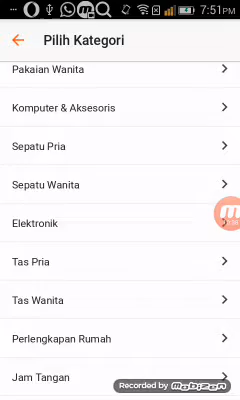 7:51PM
Pilih Kategori
Pakaian Wanita
Komputer & Aksesoris
Sepatu Pria
Sepatu Wanita
Elektronik
Tas Pria
Tas Wanita
Perlengkapan Rumah
Jam Tangan
Recorded by Mobizen